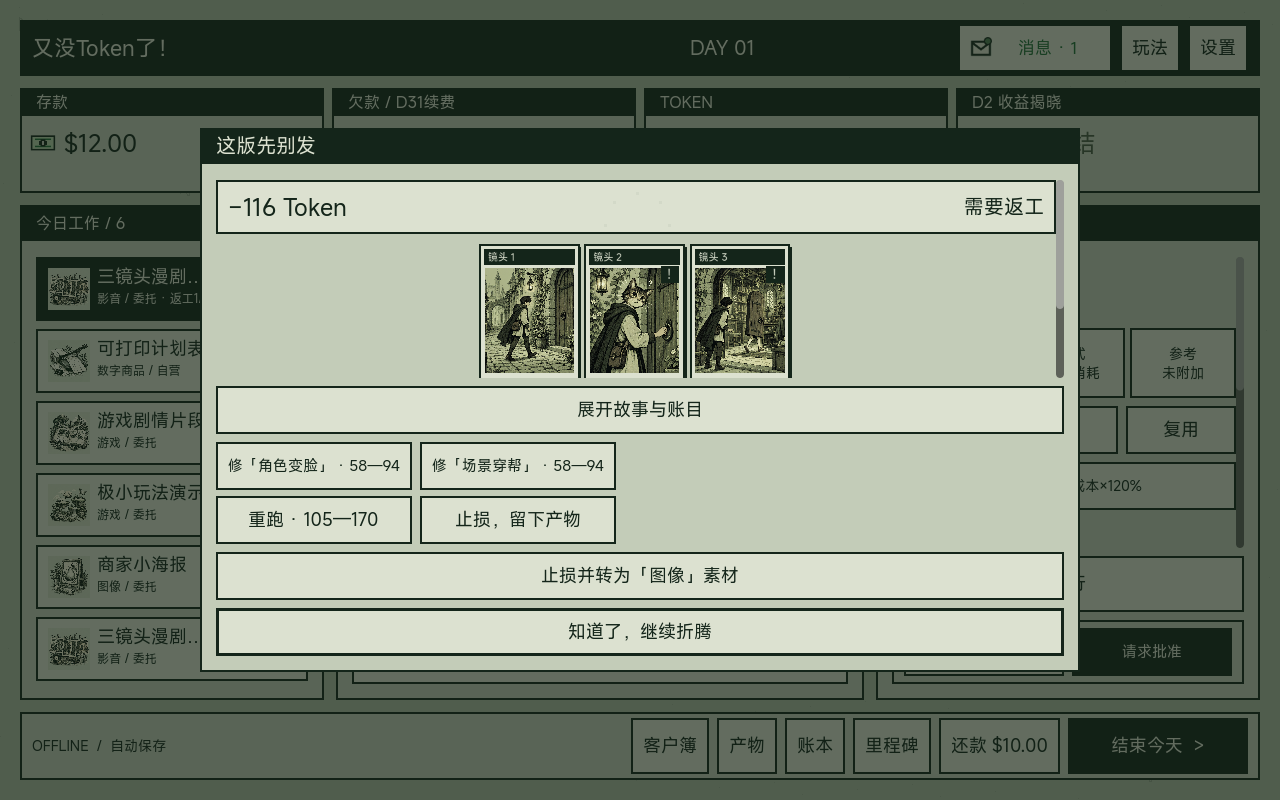 又没Token了!
DAY 01
消息 · 1
玩法
设置
存款
欠款 / D31续费
TOKEN
D2 收益揭晓
$12.00
结
这版先别发
−116 Token
需要返工
镜头 1
镜头 2
!
镜头 3
!
展开故事与账目
修「角色变脸」 · 58—94
修「场景穿帮」 · 58—94
重跑 · 105—170
止损，留下产物
止损并转为「图像」素材
知道了，继续折腾
今日工作 / 6
三镜头漫剧…
影音 / 委托 · 返工1
可打印计划表
数字商品 / 自营
游戏剧情片段
游戏 / 委托
极小玩法演示
游戏 / 委托
商家小海报
图像 / 委托
三镜头漫剧…
影音 / 委托
参考
未附加
消耗
复用
成本×120%
请求批准
OFFLINE / 自动保存
客户簿
产物
账本
里程碑
还款 $10.00
结束今天 >